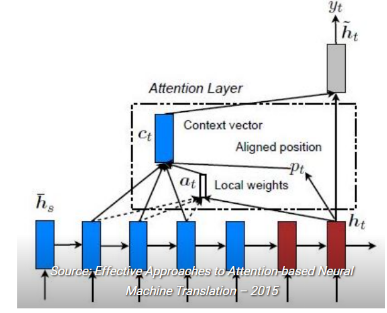 y_t
h̃_t
Attention Layer
c_t
Context vector
Aligned position
a_t
Local weights
p_t
h̄_s
h_t
Source: Effective Approaches to Attention-based Neural
Machine Translation – 2015